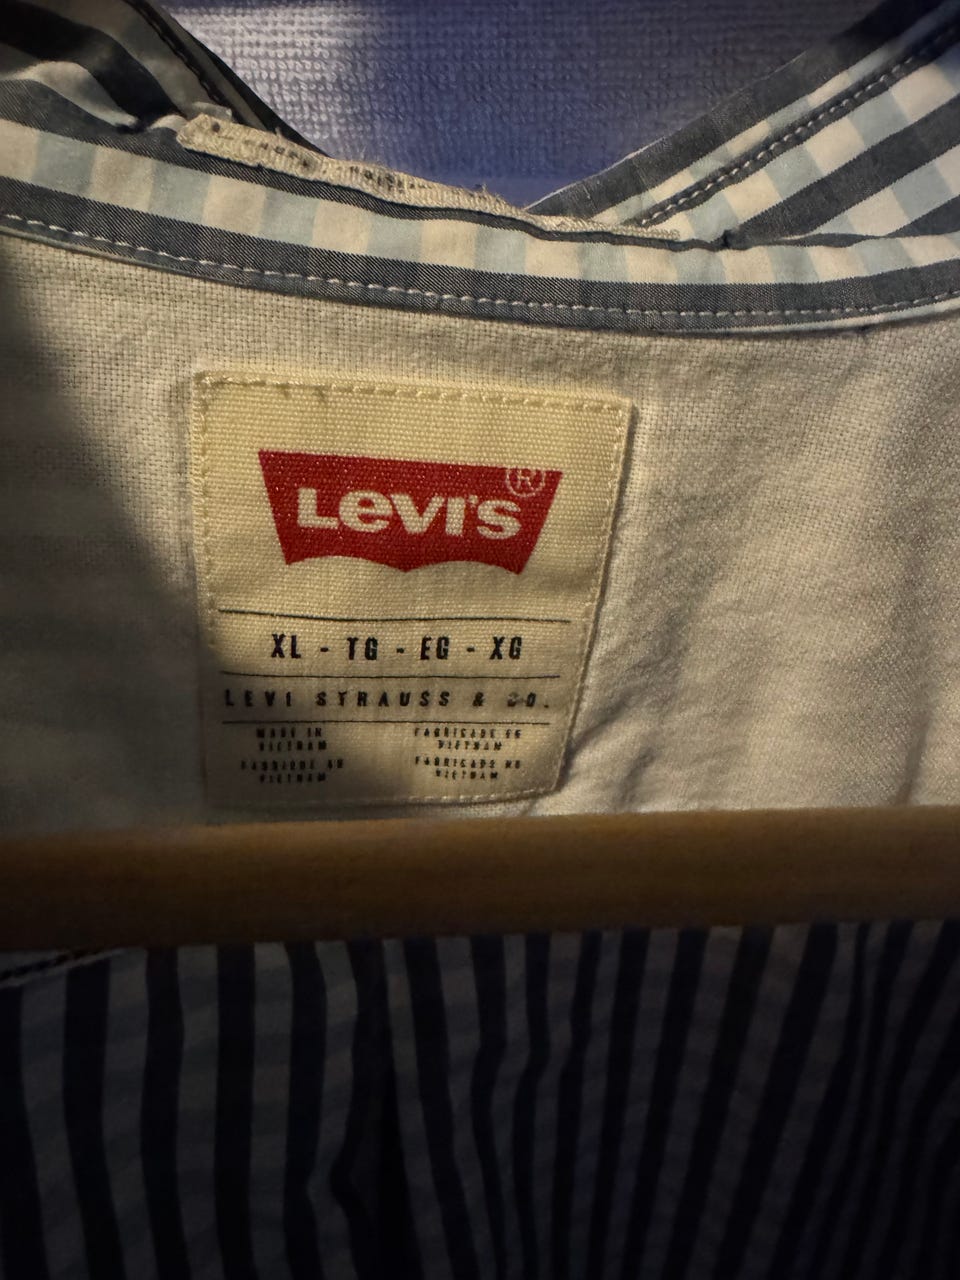 LEVI'S®
XL - TG - EG - XG
LEVI STRAUSS & CO.
MADE IN
VIETNAM
FABRIQUÉ AU
VIETNAM
FABRICADO EN
VIETNAM
FABRICADO NO
VIETNAM